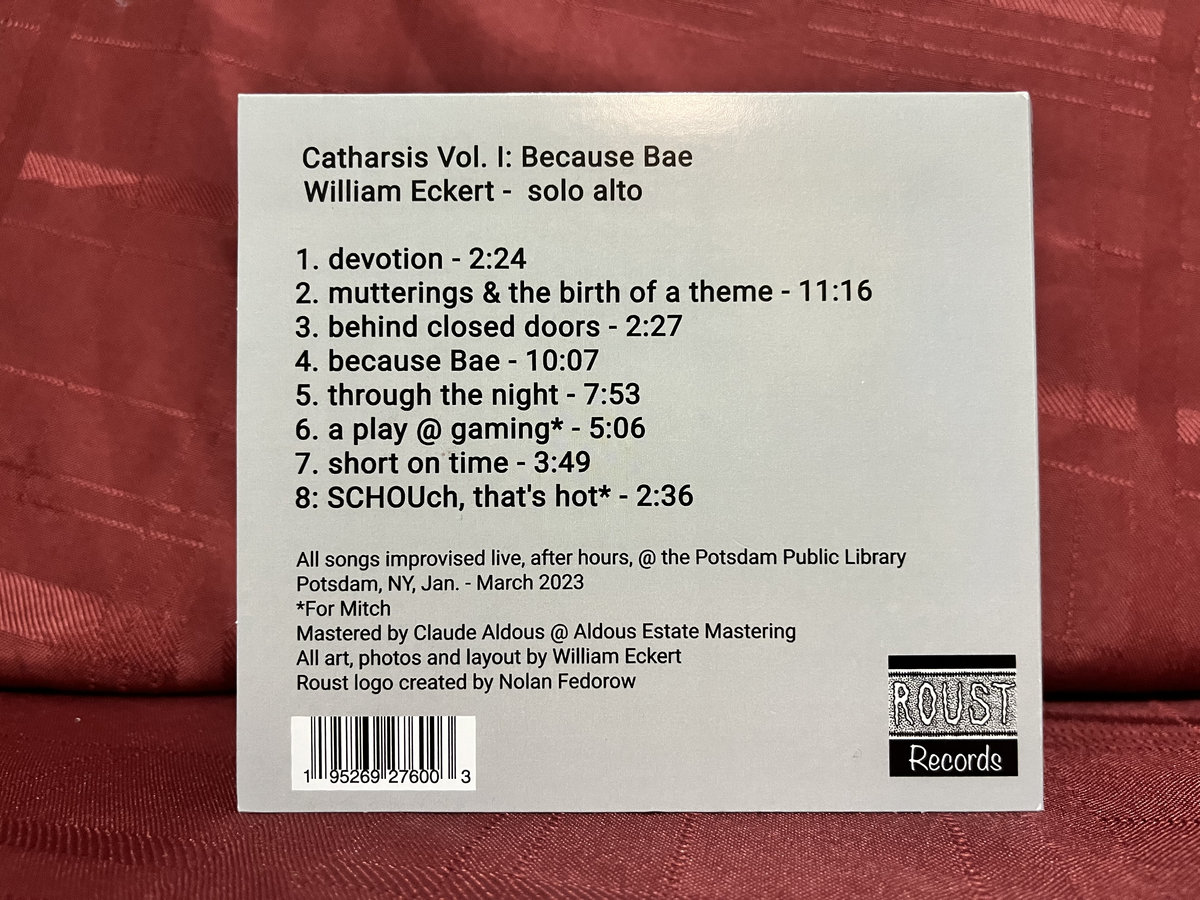 Catharsis Vol. I: Because Bae
William Eckert - solo alto
1. devotion - 2:24
2. mutterings & the birth of a theme - 11:16
3. behind closed doors - 2:27
4. because Bae - 10:07
5. through the night - 7:53
6. a play @ gaming* - 5:06
7. short on time - 3:49
8: SCHOUch, that's hot* - 2:36
All songs improvised live, after hours, @ the Potsdam Public Library
Potsdam, NY, Jan. - March 2023
*For Mitch
Mastered by Claude Aldous @ Aldous Estate Mastering
All art, photos and layout by William Eckert
Roust logo created by Nolan Fedorow
1 95269 27600 3
ROUST
Records